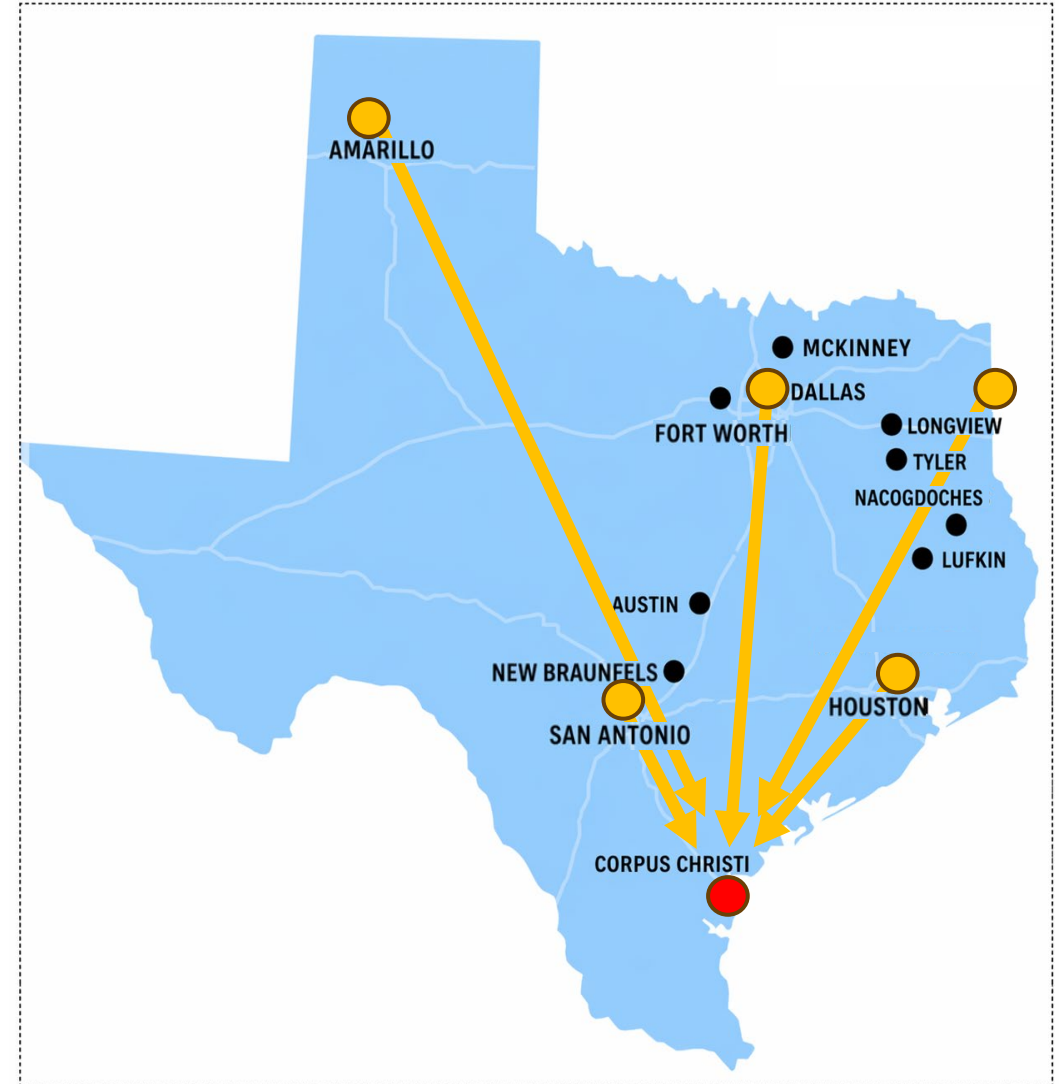 AMARILLO
MCKINNEY
DALLAS
FORT WORTH
LONGVIEW
TYLER
NACOGDOCHES
LUFKIN
AUSTIN
NEW BRAUNFELS
HOUSTON
SAN ANTONIO
CORPUS CHRISTI